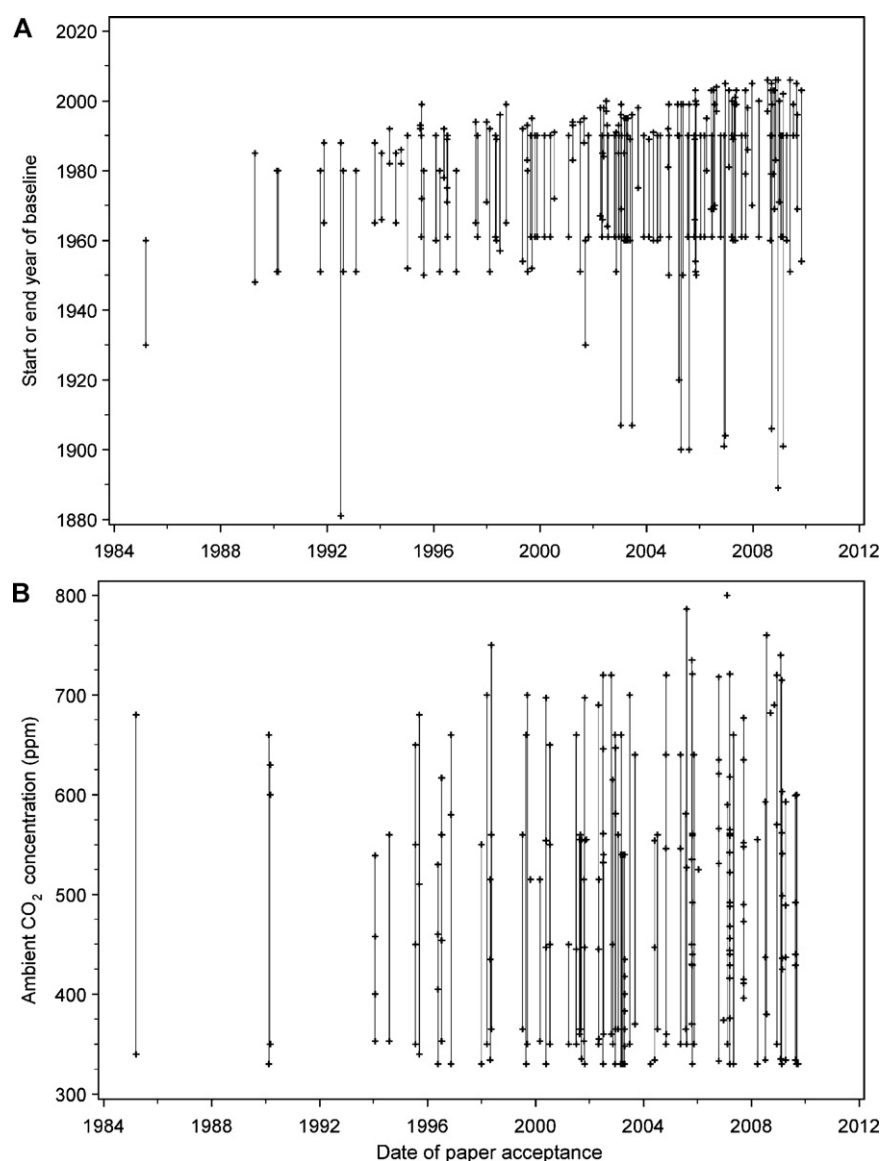 A
2020
2000
1980
1960
1940
1920
1900
1880
Start or end year of baseline
1984 1988 1992 1996 2000 2004 2008 2012
B
800
700
600
500
400
300
Ambient CO2 concentration (ppm)
1984 1988 1992 1996 2000 2004 2008 2012
Date of paper acceptance